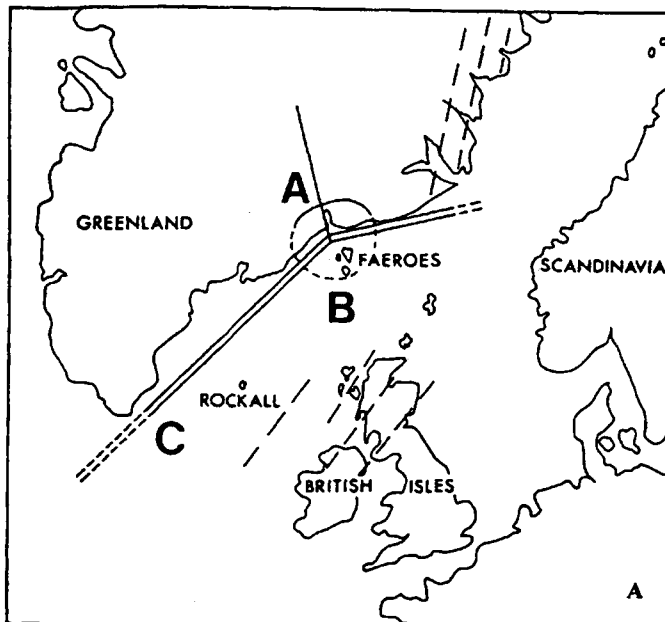 A
GREENLAND
FAEROES
SCANDINAVIA
B
ROCKALL
C
BRITISH ISLES
A